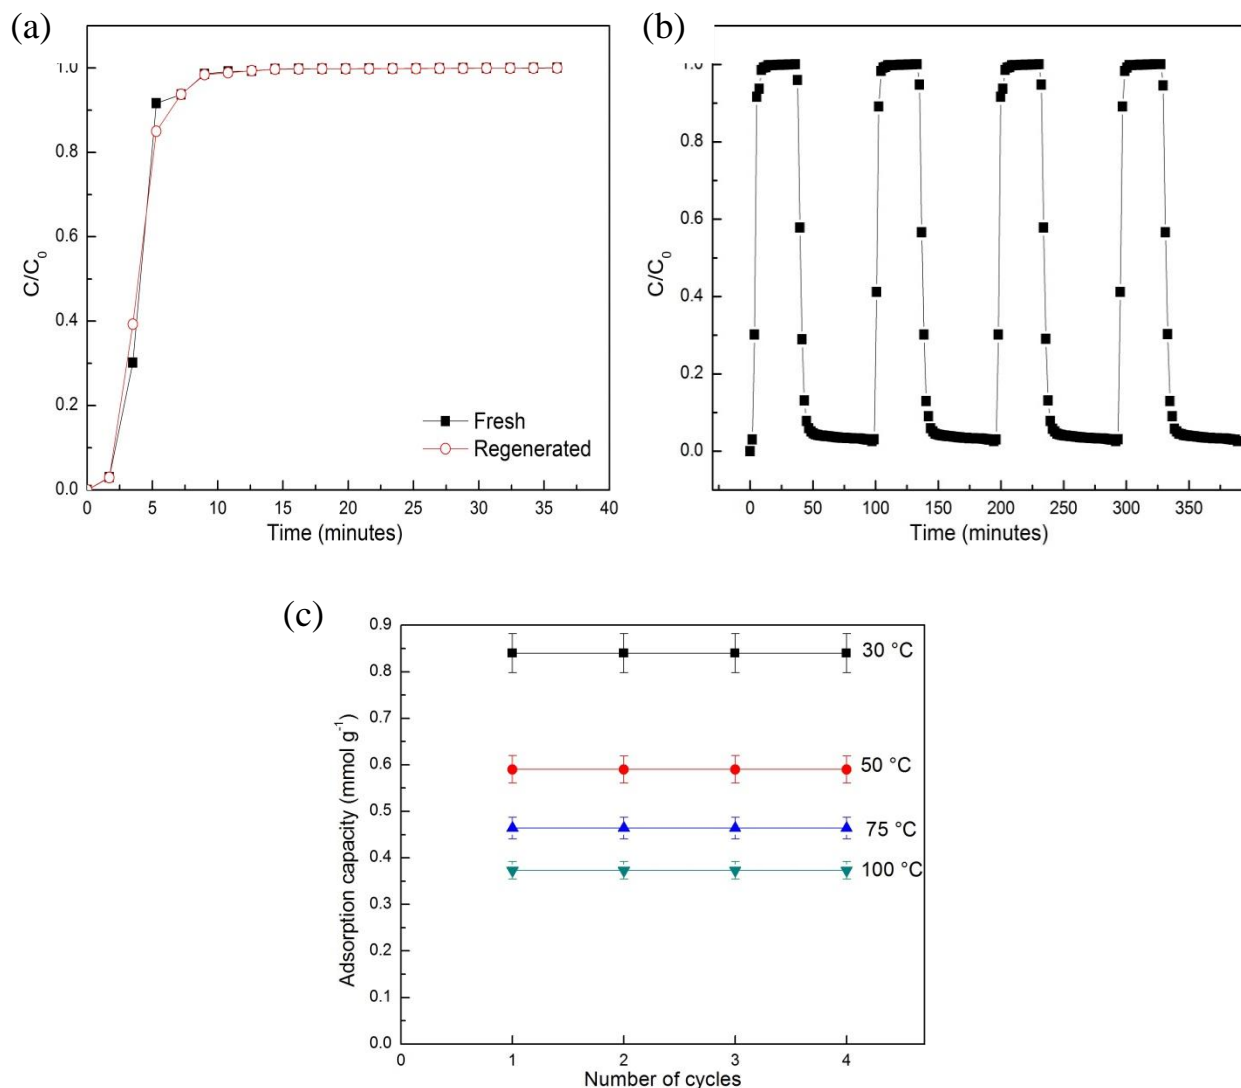 (a)
1.0
0.8
0.6
0.4
0.2
0.0
C/C0
Fresh
Regenerated
0 5 10 15 20 25 30 35 40
Time (minutes)
(b)
1.0
0.8
0.6
0.4
0.2
0.0
C/C0
0 50 100 150 200 250 300 350
Time (minutes)
(c)
0.9
0.8
0.7
0.6
0.5
0.4
0.3
0.2
0.1
0.0
Adsorption capacity (mmol g-1)
30 °C
50 °C
75 °C
100 °C
0 1 2 3 4
Number of cycles